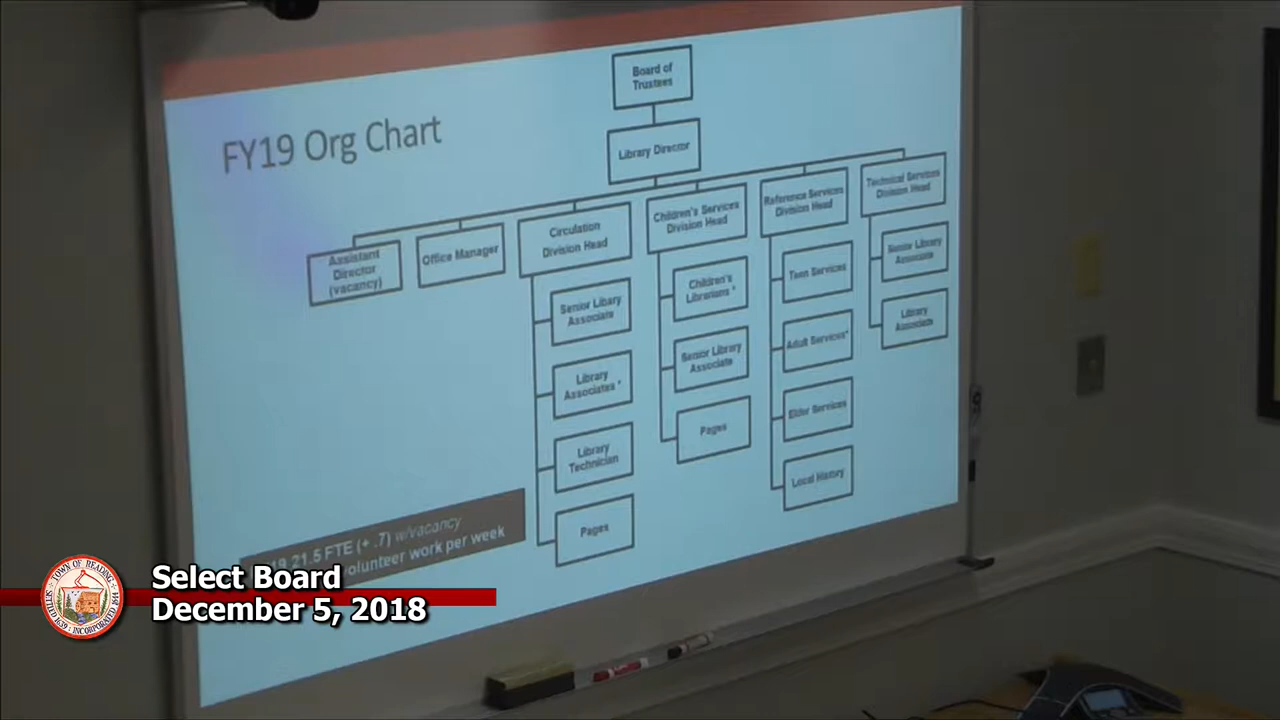 FY19 Org Chart
Board of
Trustees
Library Director
Assistant
Director
(vacancy)
Office Manager
Circulation
Division Head
Children's Services
Division Head
Reference Services
Division Head
Technical Services
Division Head
Senior Libary
Associate
Library
Associates *
Library
Technician
Pages
Children's
Librarians *
Senior Library
Associate
Pages
Teen Services
Adult Services*
Elder Services
Local History
Senior Library
Associate
Library
Associate
21.5 FTE (+ .7) w/vacancy
work per week
TOWN OF READING
Select Board
December 5, 2018